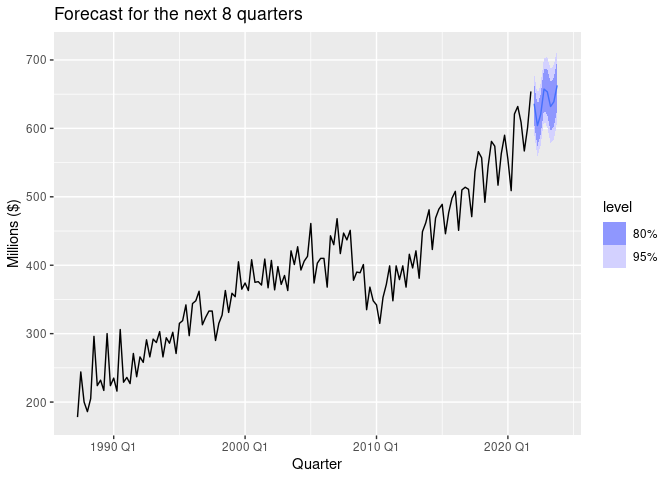 Forecast for the next 8 quarters
700
600
500
400
300
200
Millions ($)
1990 Q1
2000 Q1
2010 Q1
2020 Q1
Quarter
level
80%
95%